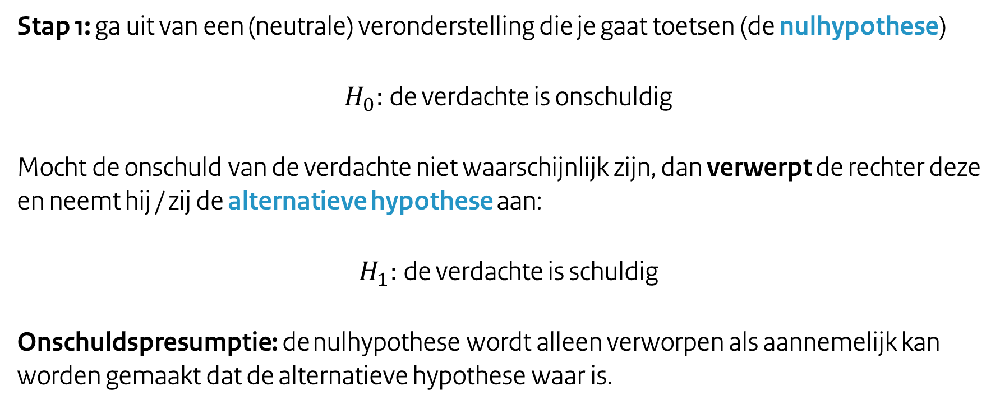 Stap 1: ga uit van een (neutrale) veronderstelling die je gaat toetsen (de nulhypothese)
H₀: de verdachte is onschuldig
Mocht de onschuld van de verdachte niet waarschijnlijk zijn, dan verwerpt de rechter deze
en neemt hij / zij de alternatieve hypothese aan:
H₁: de verdachte is schuldig
Onschuldspresumptie: de nulhypothese wordt alleen verworpen als aannemelijk kan
worden gemaakt dat de alternatieve hypothese waar is.